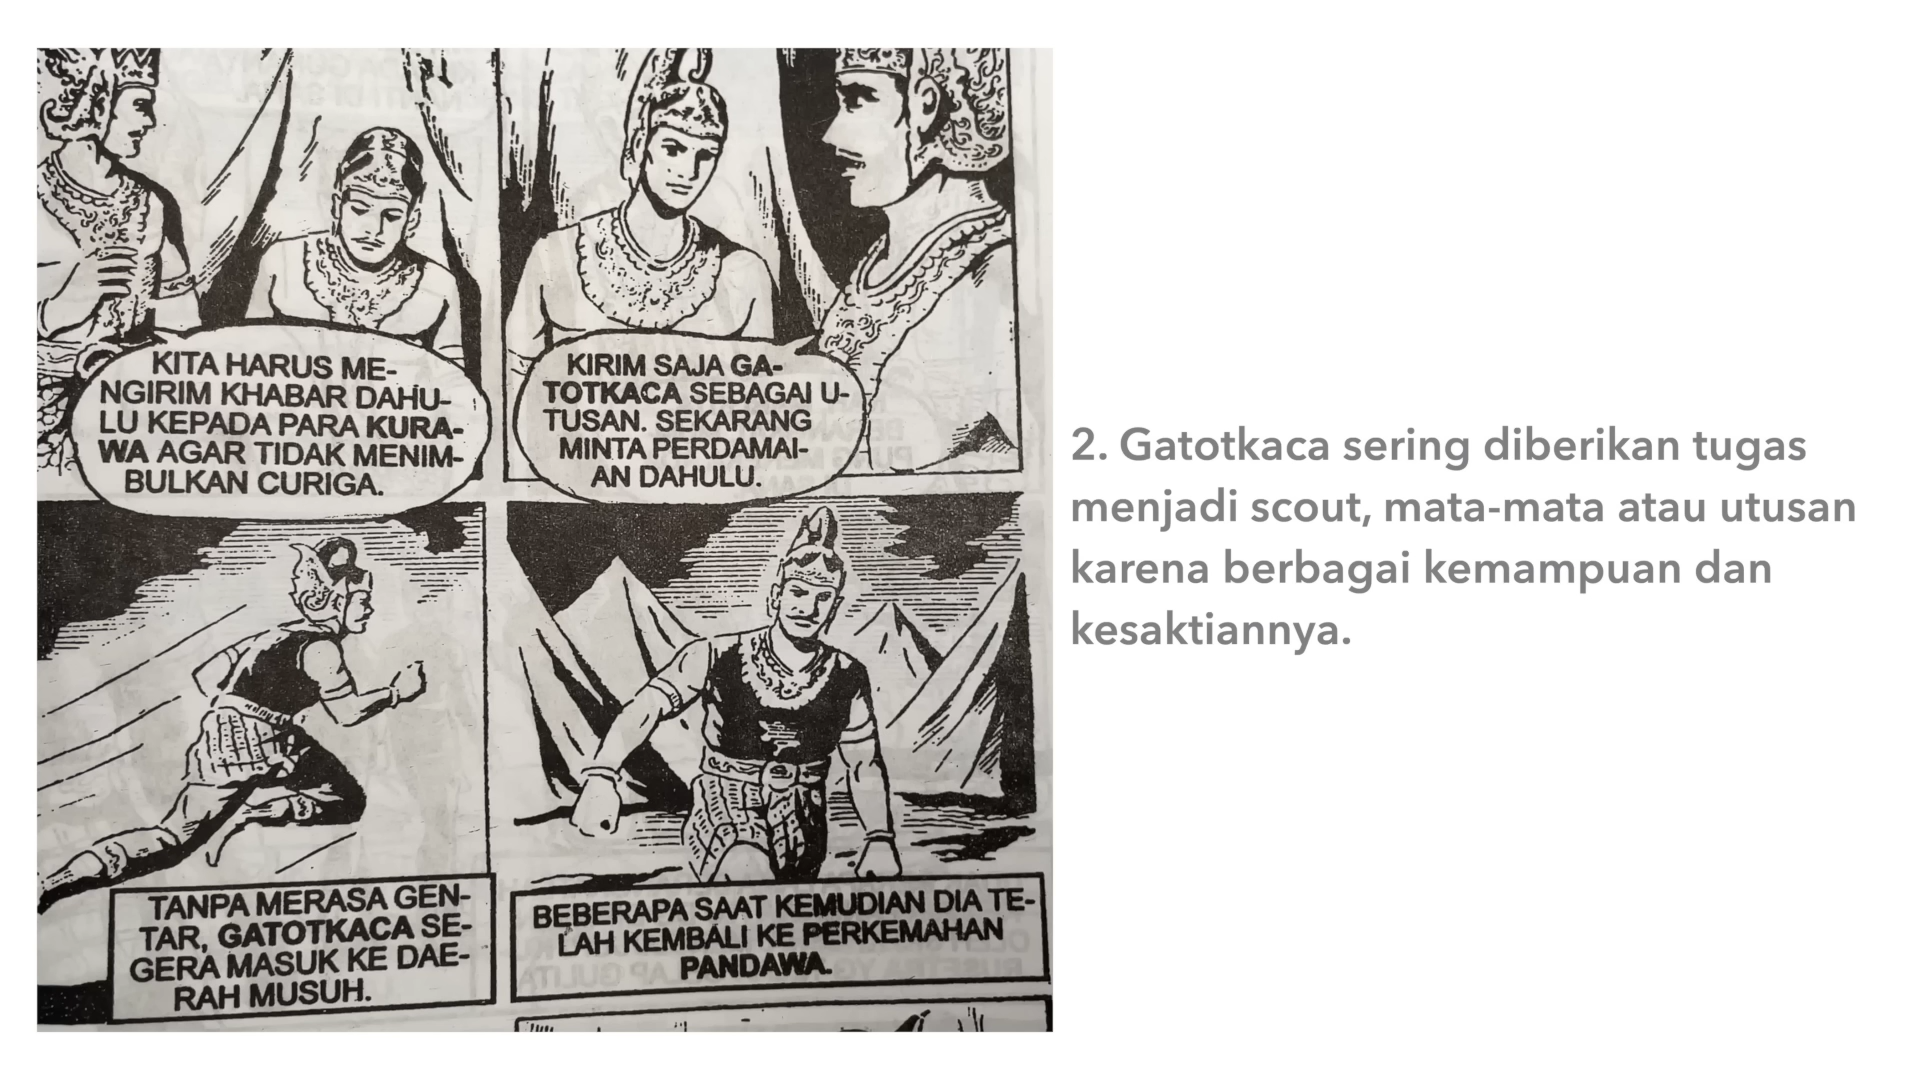 KITA HARUS ME-
NGIRIM KHABAR DAHU-
LU KEPADA PARA KURA-
WA AGAR TIDAK MENIM-
BULKAN CURIGA.
KIRIM SAJA GA-
TOTKACA SEBAGAI U-
TUSAN. SEKARANG
MINTA PERDAMAI-
AN DAHULU.
TANPA MERASA GEN-
TAR, GATOTKACA SE-
GERA MASUK KE DAE-
RAH MUSUH.
BEBERAPA SAAT KEMUDIAN DIA TE-
LAH KEMBALI KE PERKEMAHAN
PANDAWA.
2. Gatotkaca sering diberikan tugas
menjadi scout, mata-mata atau utusan
karena berbagai kemampuan dan
kesaktiannya.